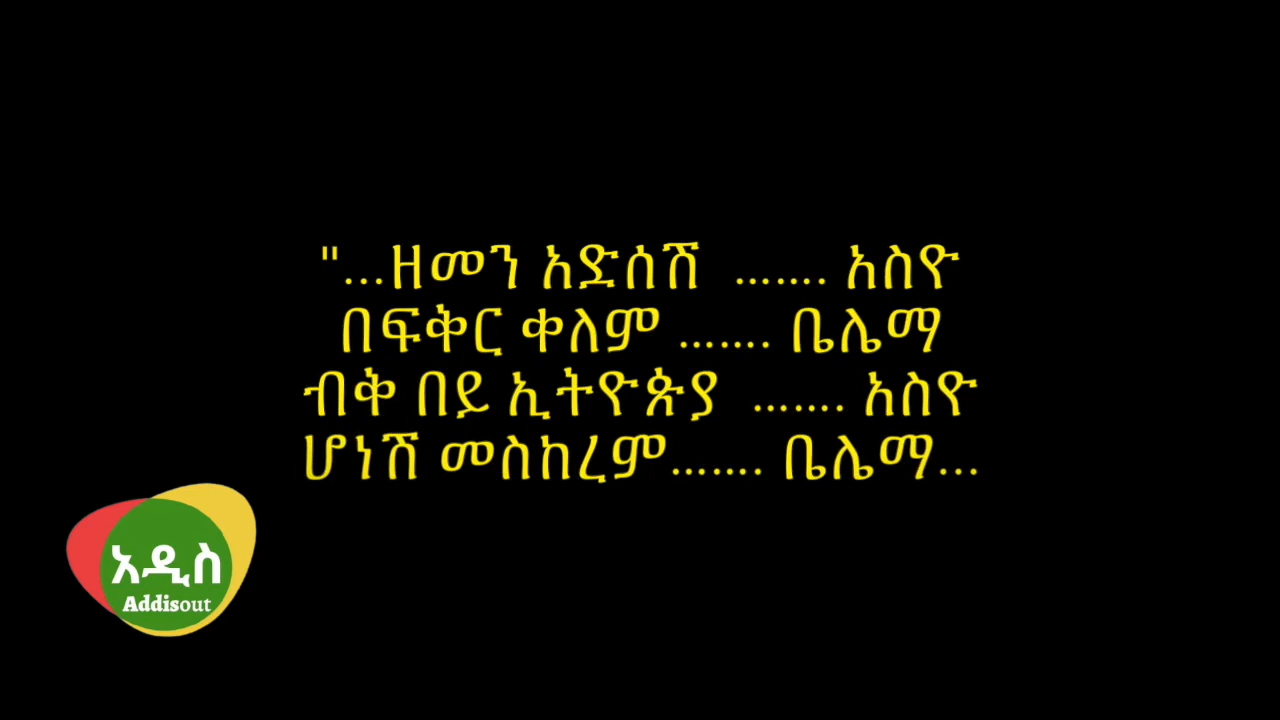 "...ዘመን አድሰሽ ....... አስዮ
በፍቅር ቀለም ....... ቤሌማ
ብቅ በይ ኢትዮጵያ ....... አስዮ
ሆነሽ መስከረም....... ቤሌማ...
አዲስ
Addisout